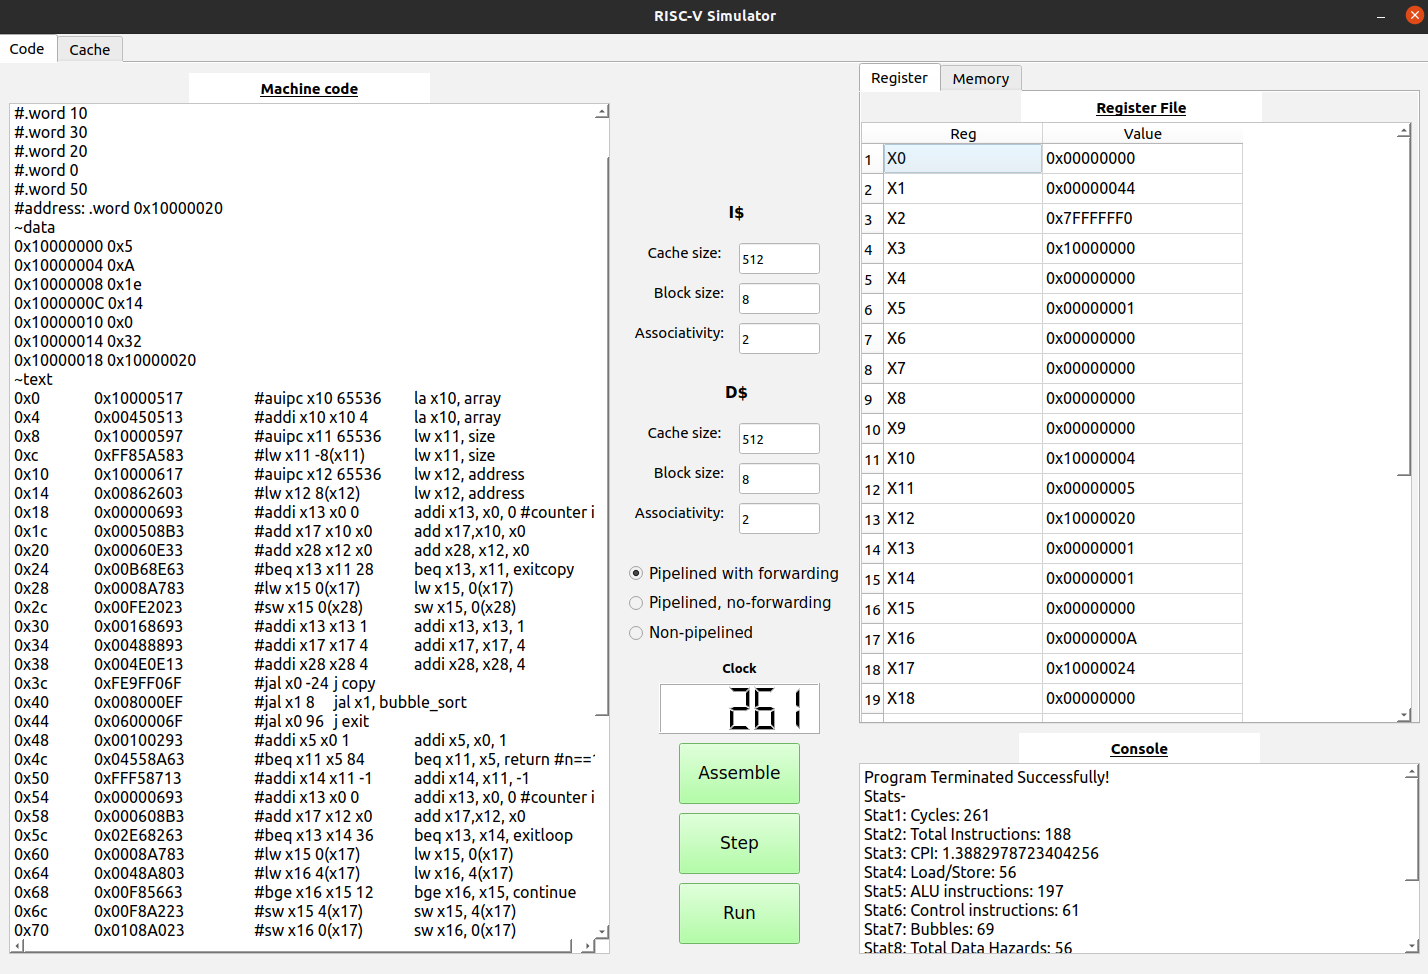 RISC-V Simulator
Code
Cache
Machine code
#.word 10
#.word 30
#.word 20
#.word 0
#.word 50
#address: .word 0x10000020
~data
0x10000000 0x5
0x10000004 0xA
0x10000008 0x1e
0x1000000C 0x14
0x10000010 0x0
0x10000014 0x32
0x10000018 0x10000020
~text
0x0 0x10000517 #auipc x10 65536 la x10, array
0x4 0x00450513 #addi x10 x10 4 la x10, array
0x8 0x10000597 #auipc x11 65536 lw x11, size
0xc 0xFF85A583 #lw x11 -8(x11) lw x11, size
0x10 0x10000617 #auipc x12 65536 lw x12, address
0x14 0x00862603 #lw x12 8(x12) lw x12, address
0x18 0x00000693 #addi x13 x0 0 addi x13, x0, 0 #counter i
0x1c 0x000508B3 #add x17 x10 x0 add x17,x10, x0
0x20 0x00060E33 #add x28 x12 x0 add x28, x12, x0
0x24 0x00B68E63 #beq x13 x11 28 beq x13, x11, exitcopy
0x28 0x0008A783 #lw x15 0(x17) lw x15, 0(x17)
0x2c 0x00FE2023 #sw x15 0(x28) sw x15, 0(x28)
0x30 0x00168693 #addi x13 x13 1 addi x13, x13, 1
0x34 0x00488893 #addi x17 x17 4 addi x17, x17, 4
0x38 0x004E0E13 #addi x28 x28 4 addi x28, x28, 4
0x3c 0xFE9FF06F #jal x0 -24 j copy
0x40 0x008000EF #jal x1 8 jal x1, bubble_sort
0x44 0x0600006F #jal x0 96 j exit
0x48 0x00100293 #addi x5 x0 1 addi x5, x0, 1
0x4c 0x04558A63 #beq x11 x5 84 beq x11, x5, return #n==1
0x50 0xFFF58713 #addi x14 x11 -1 addi x14, x11, -1
0x54 0x00000693 #addi x13 x0 0 addi x13, x0, 0 #counter i
0x58 0x000608B3 #add x17 x12 x0 add x17,x12, x0
0x5c 0x02E68263 #beq x13 x14 36 beq x13, x14, exitloop
0x60 0x0008A783 #lw x15 0(x17) lw x15, 0(x17)
0x64 0x0048A803 #lw x16 4(x17) lw x16, 4(x17)
0x68 0x00F85663 #bge x16 x15 12 bge x16, x15, continue
0x6c 0x00F8A223 #sw x15 4(x17) sw x15, 4(x17)
0x70 0x0108A023 #sw x16 0(x17) sw x16, 0(x17)
I$
Cache size: 512
Block size: 8
Associativity: 2
D$
Cache size: 512
Block size: 8
Associativity: 2
Pipelined with forwarding
Pipelined, no-forwarding
Non-pipelined
Clock
261
Assemble
Step
Run
Register
Memory
Register File
Reg Value
1 X0 0x00000000
2 X1 0x00000044
3 X2 0x7FFFFFF0
4 X3 0x10000000
5 X4 0x00000000
6 X5 0x00000001
7 X6 0x00000000
8 X7 0x00000000
9 X8 0x00000000
10 X9 0x00000000
11 X10 0x10000004
12 X11 0x00000005
13 X12 0x10000020
14 X13 0x00000001
15 X14 0x00000001
16 X15 0x00000000
17 X16 0x0000000A
18 X17 0x10000024
19 X18 0x00000000
Console
Program Terminated Successfully!
Stats-
Stat1: Cycles: 261
Stat2: Total Instructions: 188
Stat3: CPI: 1.3882978723404256
Stat4: Load/Store: 56
Stat5: ALU instructions: 197
Stat6: Control instructions: 61
Stat7: Bubbles: 69
Stat8: Total Data Hazards: 56